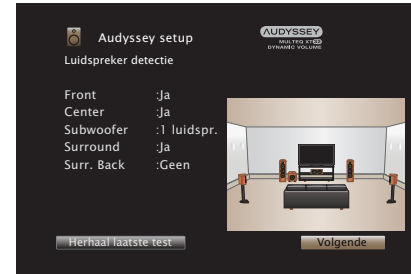 Audyssey setup
AUDYSSEY
MULTEQ XT32
DYNAMIC VOLUME
Luidspreker detectie
Front :Ja
Center :Ja
Subwoofer :1 luidspr.
Surround :Ja
Surr. Back :Geen
Herhaal laatste test
Volgende